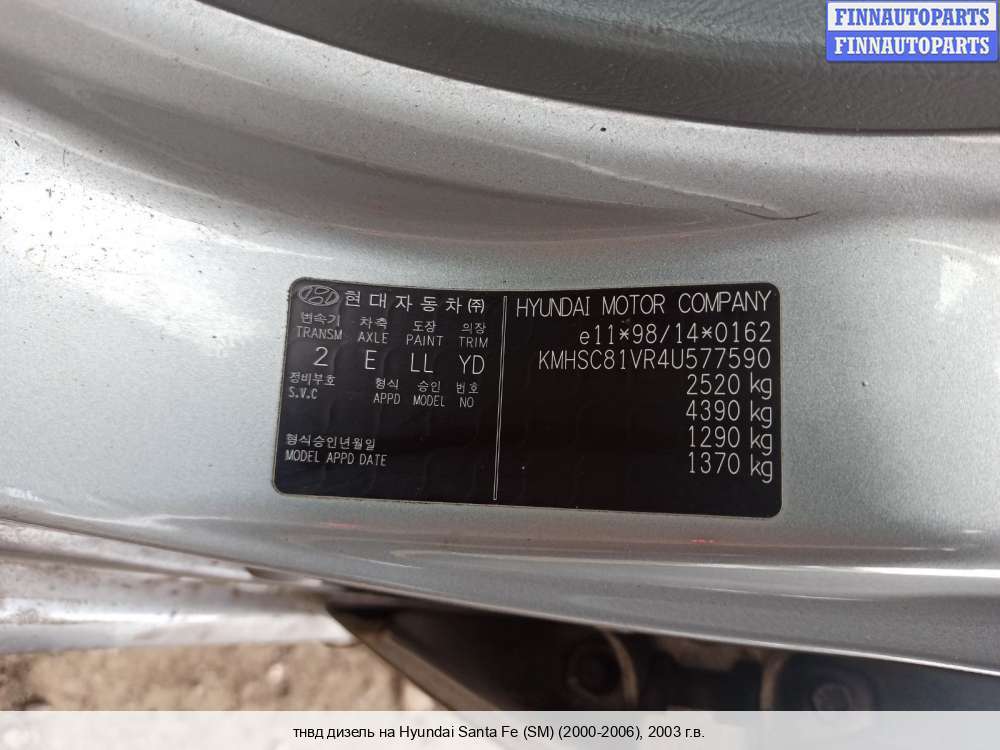 FINNAUTOPARTS
FINNAUTOPARTS
현대자동차㈜
변속기 차축 도장 의장
TRANSM AXLE PAINT TRIM
2 E LL YD
정비부호 형식 승인 번호
S.V.C APPD MODEL NO
형식승인년월일
MODEL APPD DATE
HYUNDAI MOTOR COMPANY
e11*98/14*0162
KMHSC81VR4U577590
2520 kg
4390 kg
1290 kg
1370 kg
тнвд дизель на Hyundai Santa Fe (SM) (2000-2006), 2003 г.в.